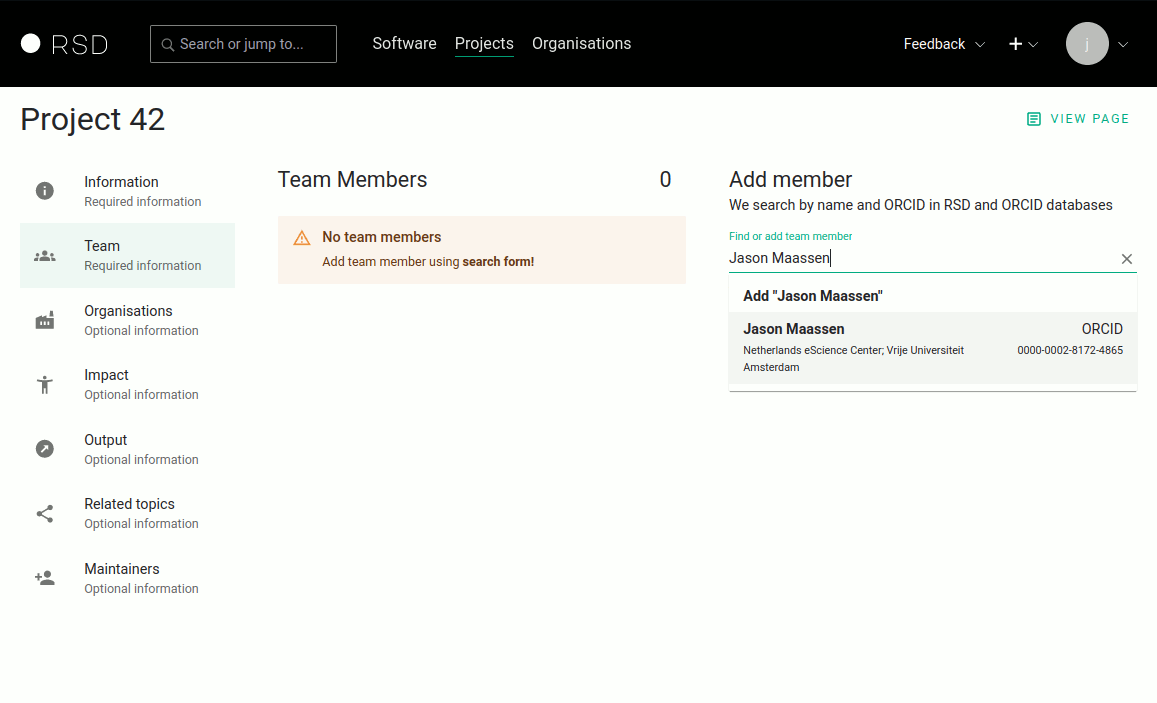 RSD
Search or jump to...
Software
Projects
Organisations
Feedback
j
Project 42
VIEW PAGE
Information
Required information
Team
Required information
Organisations
Optional information
Impact
Optional information
Output
Optional information
Related topics
Optional information
Maintainers
Optional information
Team Members 0
No team members
Add team member using search form!
Add member
We search by name and ORCID in RSD and ORCID databases
Find or add team member
Jason Maassen
Add "Jason Maassen"
Jason Maassen ORCID
Netherlands eScience Center; Vrije Universiteit 0000-0002-8172-4865
Amsterdam